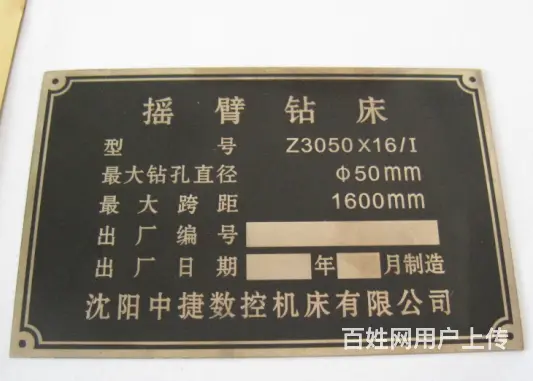 摇臂钻床
型号 Z3050X16/I
最大钻孔直径 Φ50mm
最大跨距 1600mm
出厂编号
出厂日期 年 月制造
沈阳中捷数控机床有限公司
百姓网用户上传